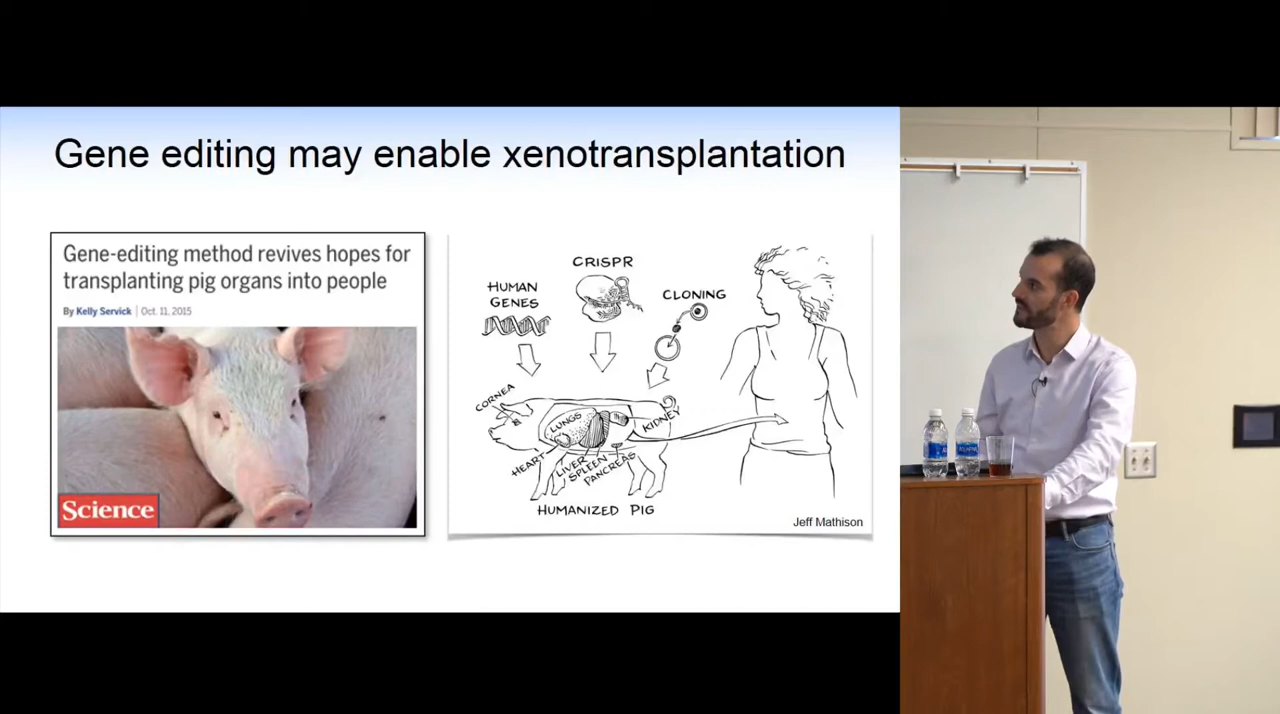 Gene editing may enable xenotransplantation
Gene-editing method revives hopes for
transplanting pig organs into people
By Kelly Servick | Oct. 11, 2015
Science
CRISPR
HUMAN
GENES
CLONING
CORNEA
LUNGS
KIDNEY
HEART
LIVER
SPLEEN
PANCREAS
HUMANIZED PIG
Jeff Mathison